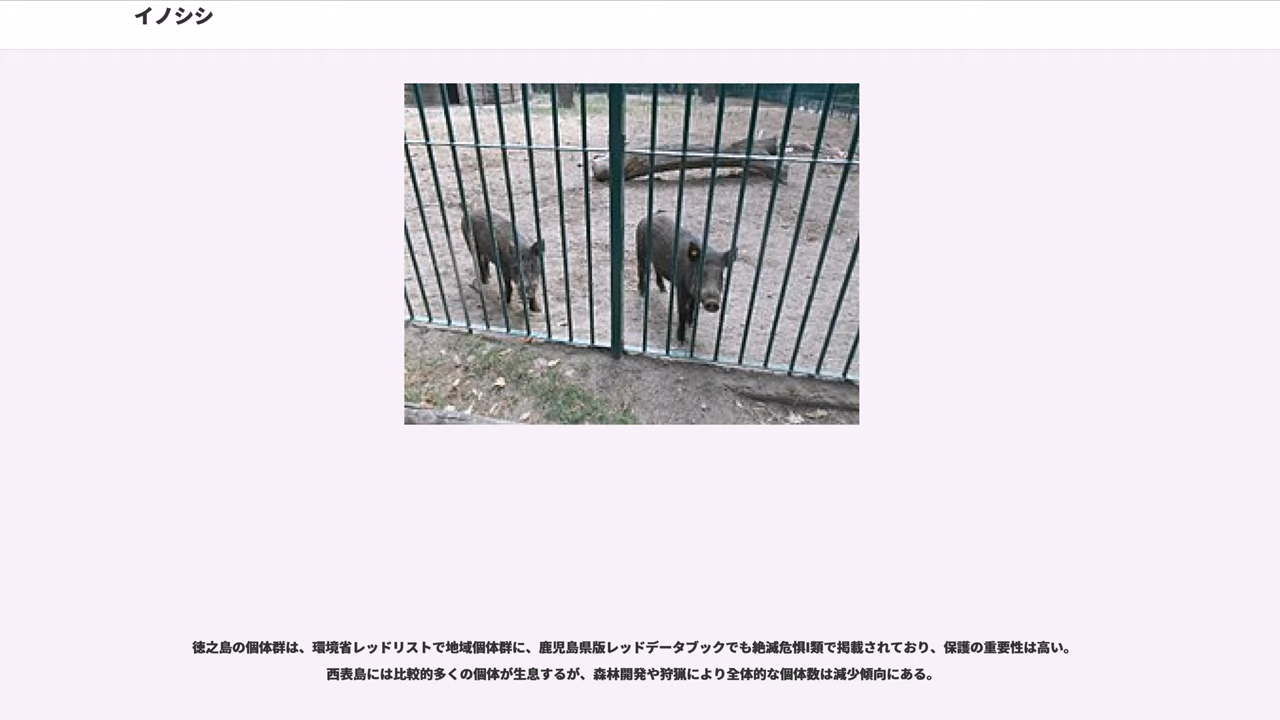 イノシシ
徳之島の個体群は、環境省レッドリストで地域個体群に、鹿児島県版レッドデータブックでも絶滅危惧I類で掲載されており、保護の重要性は高い。
西表島には比較的多くの個体が生息するが、森林開発や狩猟により全体的な個体数は減少傾向にある。